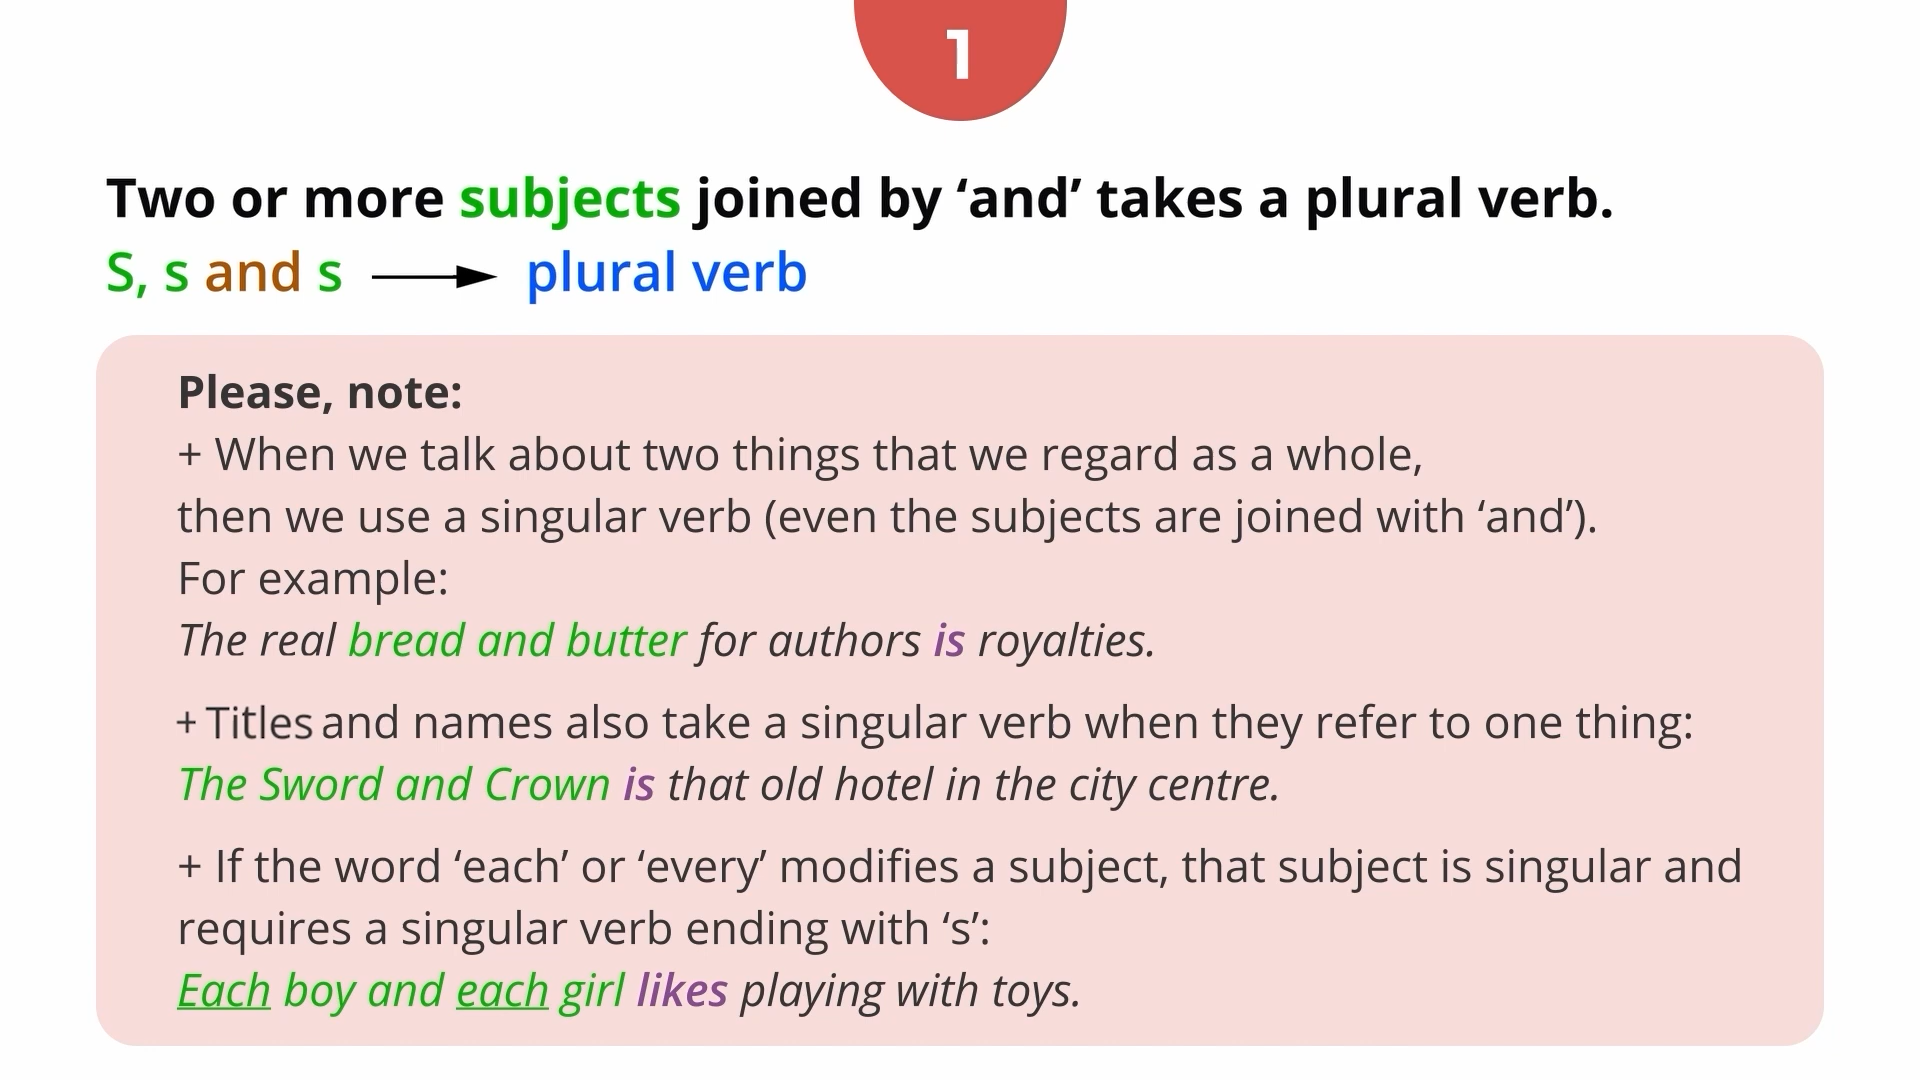 1
Two or more subjects joined by ‘and’ takes a plural verb.
S, s and s plural verb
Please, note:
+ When we talk about two things that we regard as a whole,
then we use a singular verb (even the subjects are joined with ‘and’).
For example:
The real bread and butter for authors is royalties.
+ Titles and names also take a singular verb when they refer to one thing:
The Sword and Crown is that old hotel in the city centre.
+ If the word ‘each’ or ‘every’ modifies a subject, that subject is singular and
requires a singular verb ending with ‘s’:
Each boy and each girl likes playing with toys.